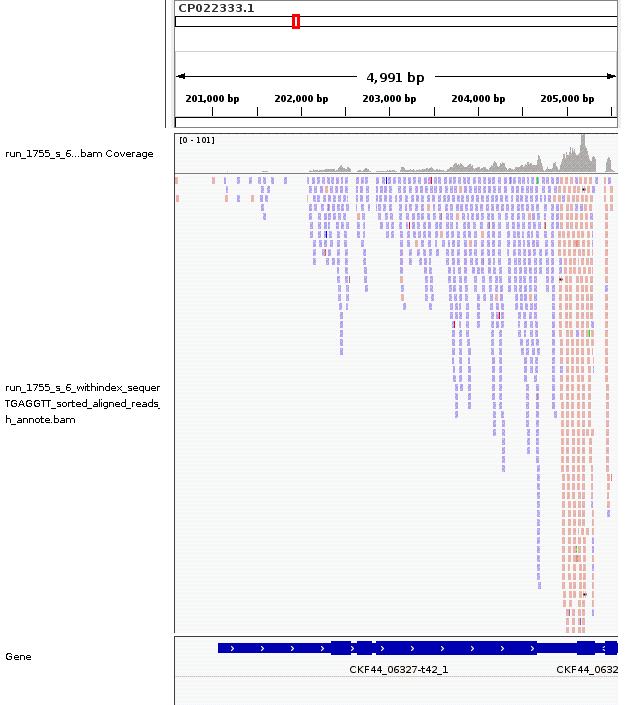 CP022333.1
4,991 bp
201,000 bp 202,000 bp 203,000 bp 204,000 bp 205,000 bp
[0 - 101]
run_1755_s_6...bam Coverage
run_1755_s_6_withindex_sequer
TGAGGTT_sorted_aligned_reads_
h_annote.bam
Gene
CKF44_06327-t42_1 CKF44_0632